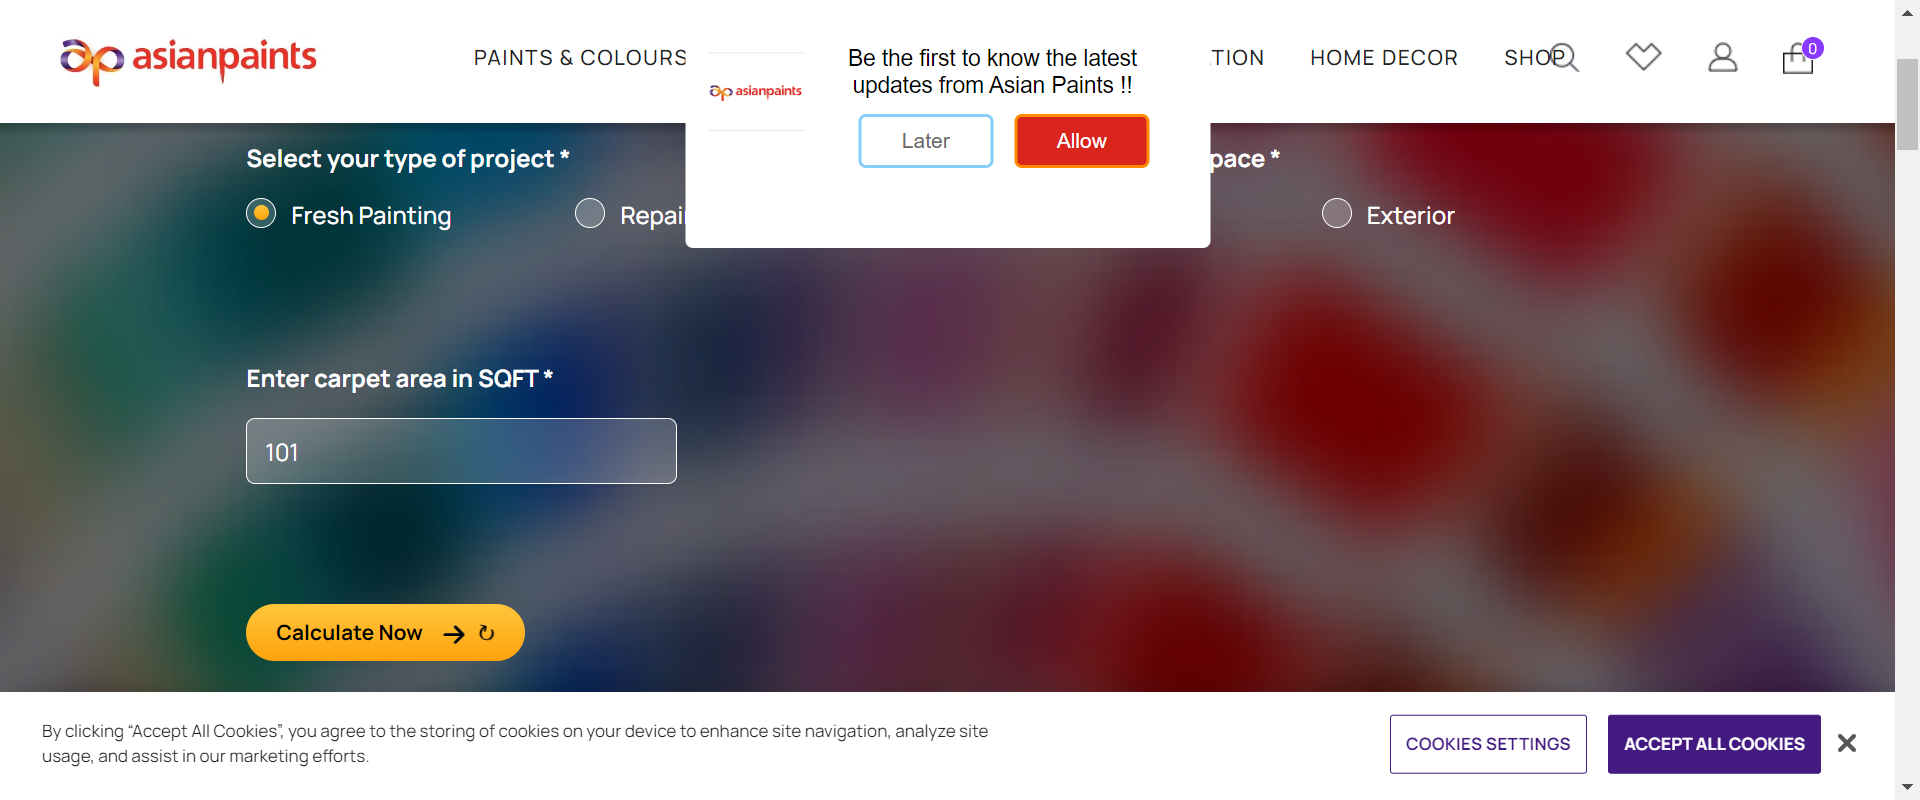 asianpaints
PAINTS & COLOURS
HOME DECOR
SHOP
0
asianpaints
Be the first to know the latest
updates from Asian Paints !!
Later
Allow
Select your type of project *
Fresh Painting
Exterior
Enter carpet area in SQFT *
101
Calculate Now → ↻
By clicking “Accept All Cookies”, you agree to the storing of cookies on your device to enhance site navigation, analyze site
usage, and assist in our marketing efforts.
COOKIES SETTINGS
ACCEPT ALL COOKIES